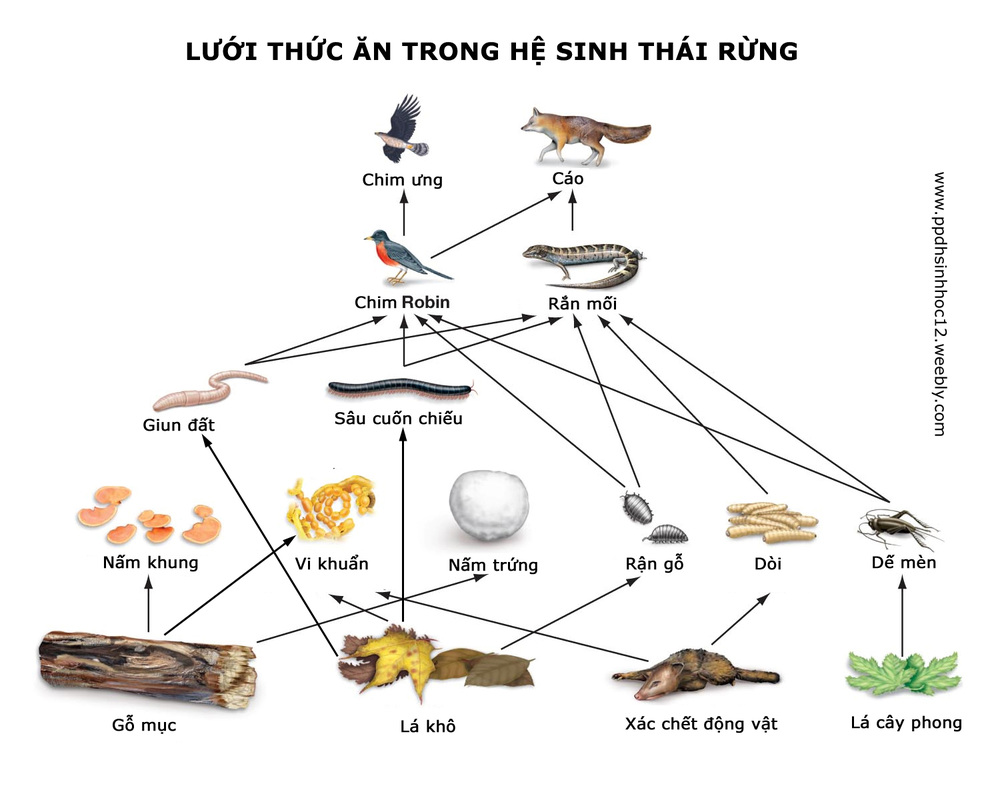 LƯỚI THỨC ĂN TRONG HỆ SINH THÁI RỪNG
Chim ưng
Cáo
www.ppdhsinhhoc12.weebly.com
Chim Robin
Rắn mối
Giun đất
Sâu cuốn chiếu
Nấm khung
Vi khuẩn
Nấm trứng
Rận gỗ
Dòi
Dế mèn
Gỗ mục
Lá khô
Xác chết động vật
Lá cây phong